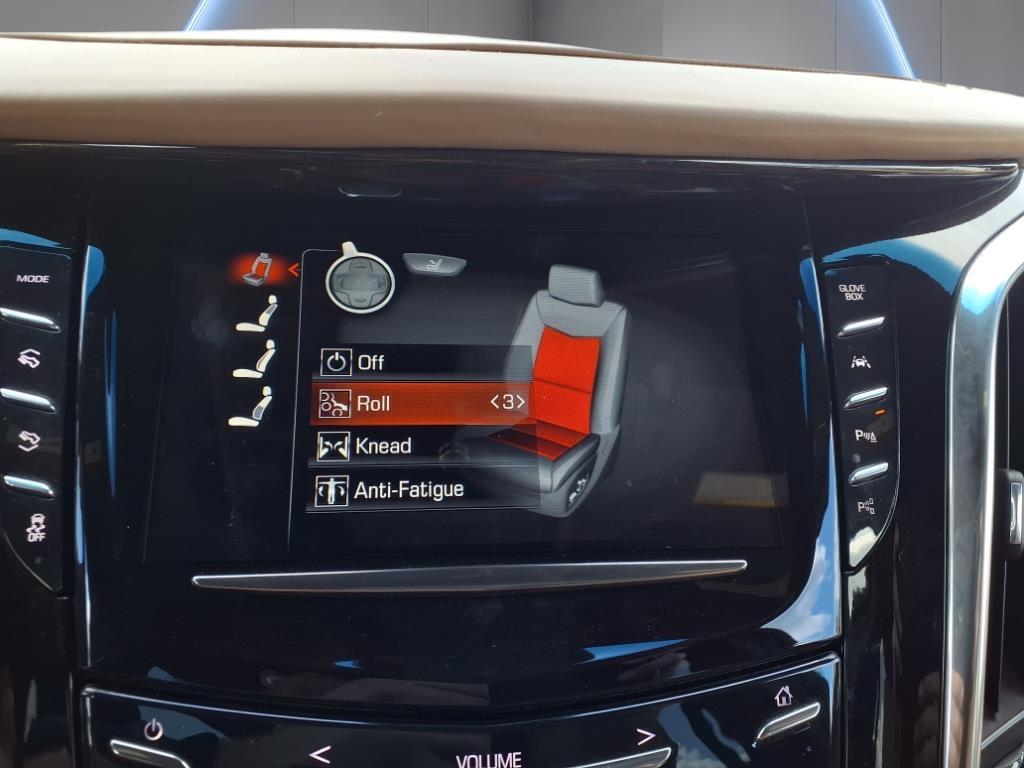 MODE
OFF
Off
Roll <3>
Knead
Anti-Fatigue
GLOVE
BOX
P
P
< VOLUME >